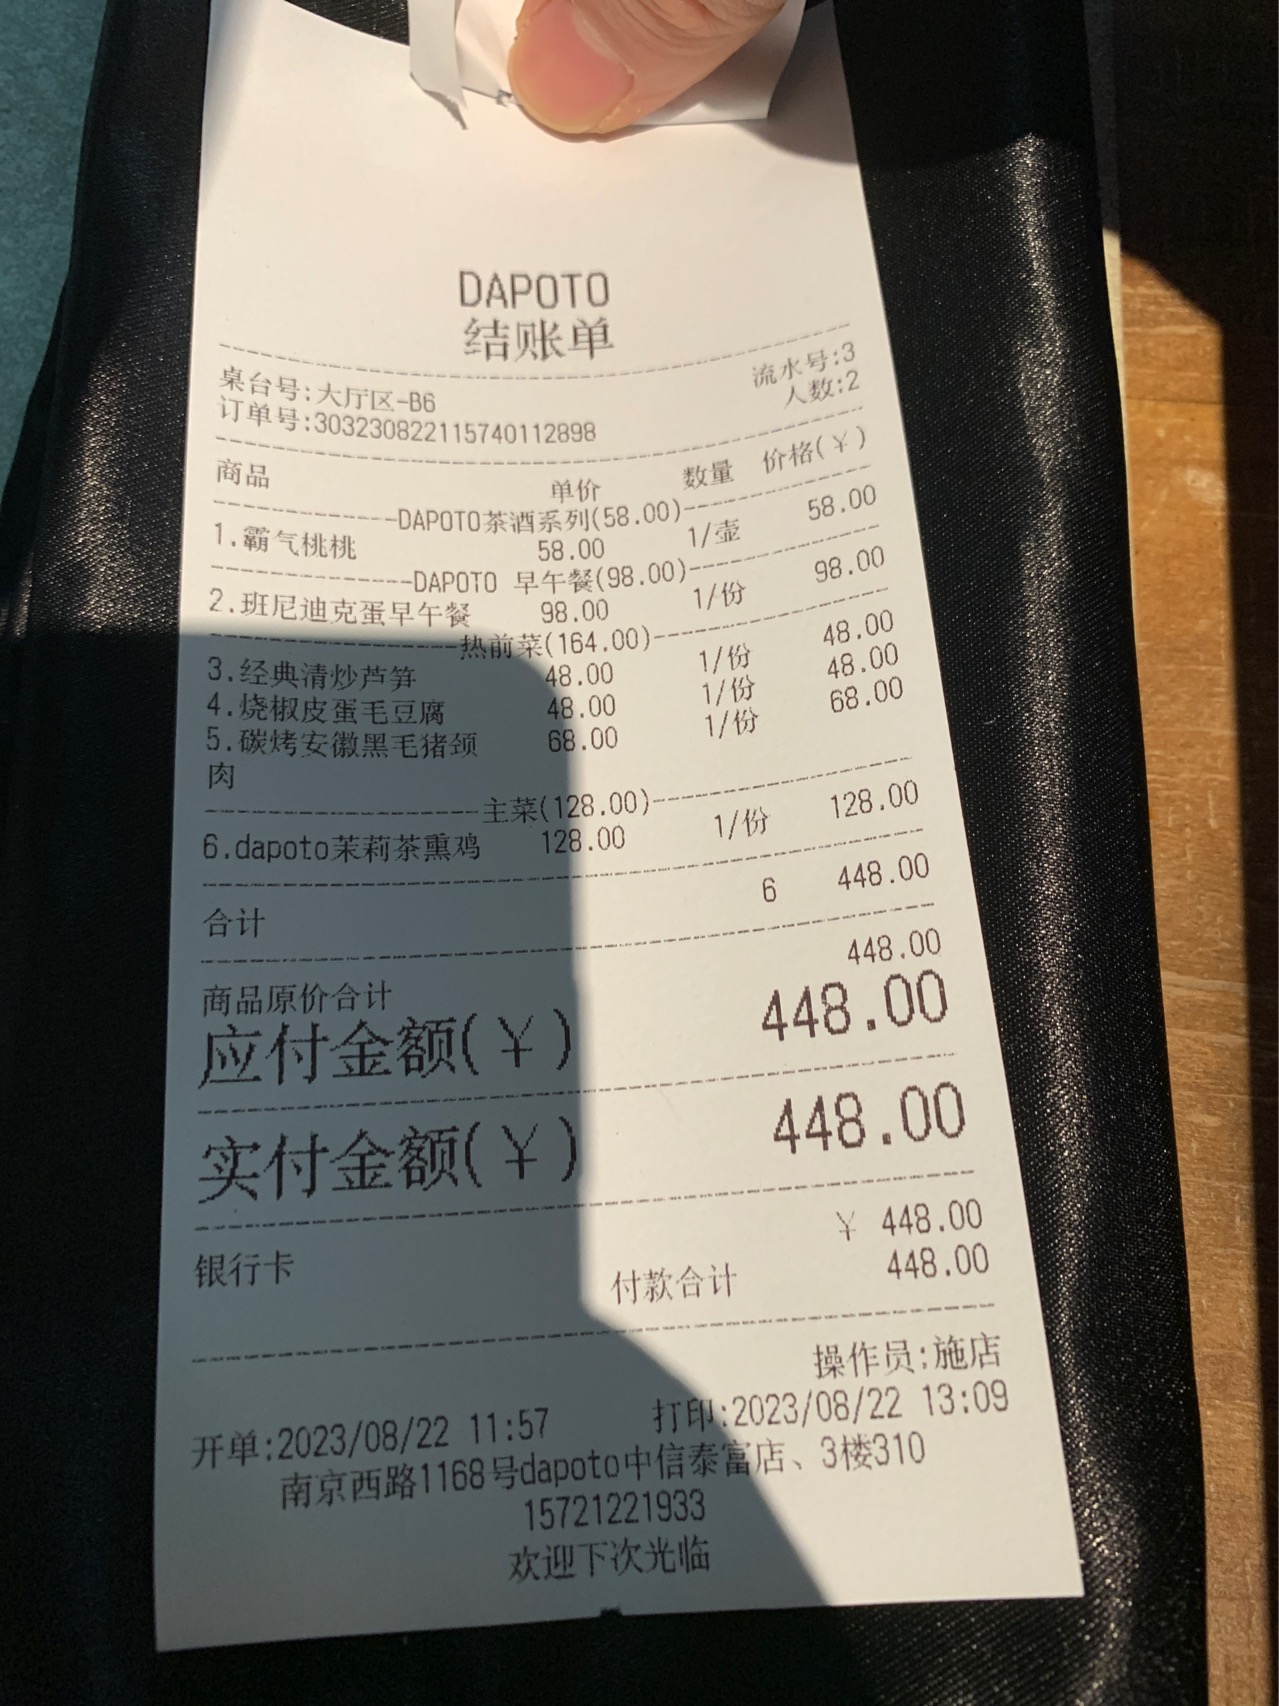 DAPOTO
结账单
桌台号:大厅区-B6 流水号:3
订单号:303230822115740112898 人数:2
商品 单价 数量 价格(¥)
DAPOTO茶酒系列(58.00)
1.霸气桃桃 58.00 1/壶 58.00
DAPOTO 早午餐(98.00)
2.班尼迪克蛋早午餐 98.00 1/份 98.00
热前菜(164.00)
3.经典清炒芦笋 48.00 1/份 48.00
4.烧椒皮蛋毛豆腐 48.00 1/份 48.00
5.碳烤安徽黑毛猪颈 68.00 1/份 68.00
肉
主菜(128.00)
6.dapoto茉莉茶熏鸡 128.00 1/份 128.00
合计 6 448.00
商品原价合计 448.00
应付金额(¥) 448.00
实付金额(¥) 448.00
银行卡 ¥ 448.00
付款合计 448.00
操作员:施店
开单:2023/08/22 11:57 打印:2023/08/22 13:09
南京西路1168号dapoto中信泰富店、3楼310
15721221933
欢迎下次光临